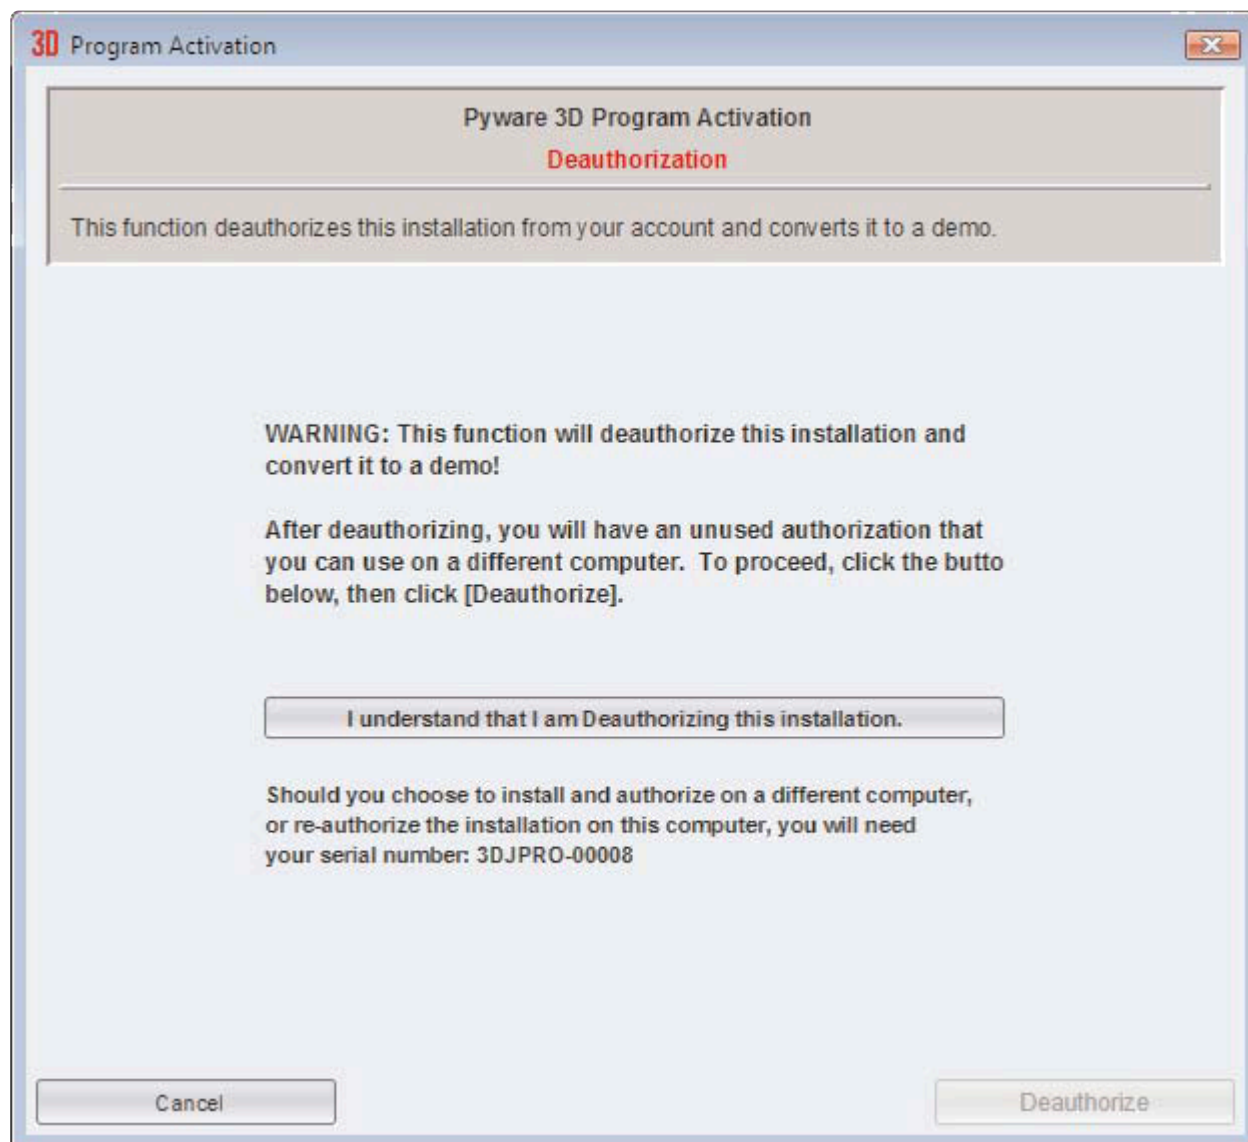 3D Program Activation
Pyware 3D Program Activation
Deauthorization
This function deauthorizes this installation from your account and converts it to a demo.
WARNING: This function will deauthorize this installation and
convert it to a demo!
After deauthorizing, you will have an unused authorization that
you can use on a different computer.  To proceed, click the butto
below, then click [Deauthorize].
I understand that I am Deauthorizing this installation.
Should you choose to install and authorize on a different computer,
or re-authorize the installation on this computer, you will need
your serial number: 3DJPRO-00008
Cancel
Deauthorize